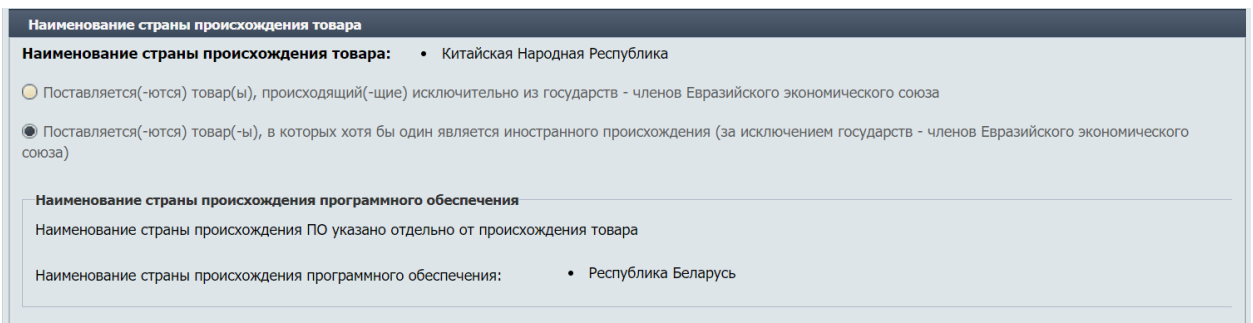 Наименование страны происхождения товара
Наименование страны происхождения товара: • Китайская Народная Республика
Поставляется(-ются) товар(ы), происходящий(-щие) исключительно из государств - членов Евразийского экономического союза
Поставляется(-ются) товар(-ы), в которых хотя бы один является иностранного происхождения (за исключением государств - членов Евразийского экономического
союза)
Наименование страны происхождения программного обеспечения
Наименование страны происхождения ПО указано отдельно от происхождения товара
Наименование страны происхождения программного обеспечения: • Республика Беларусь